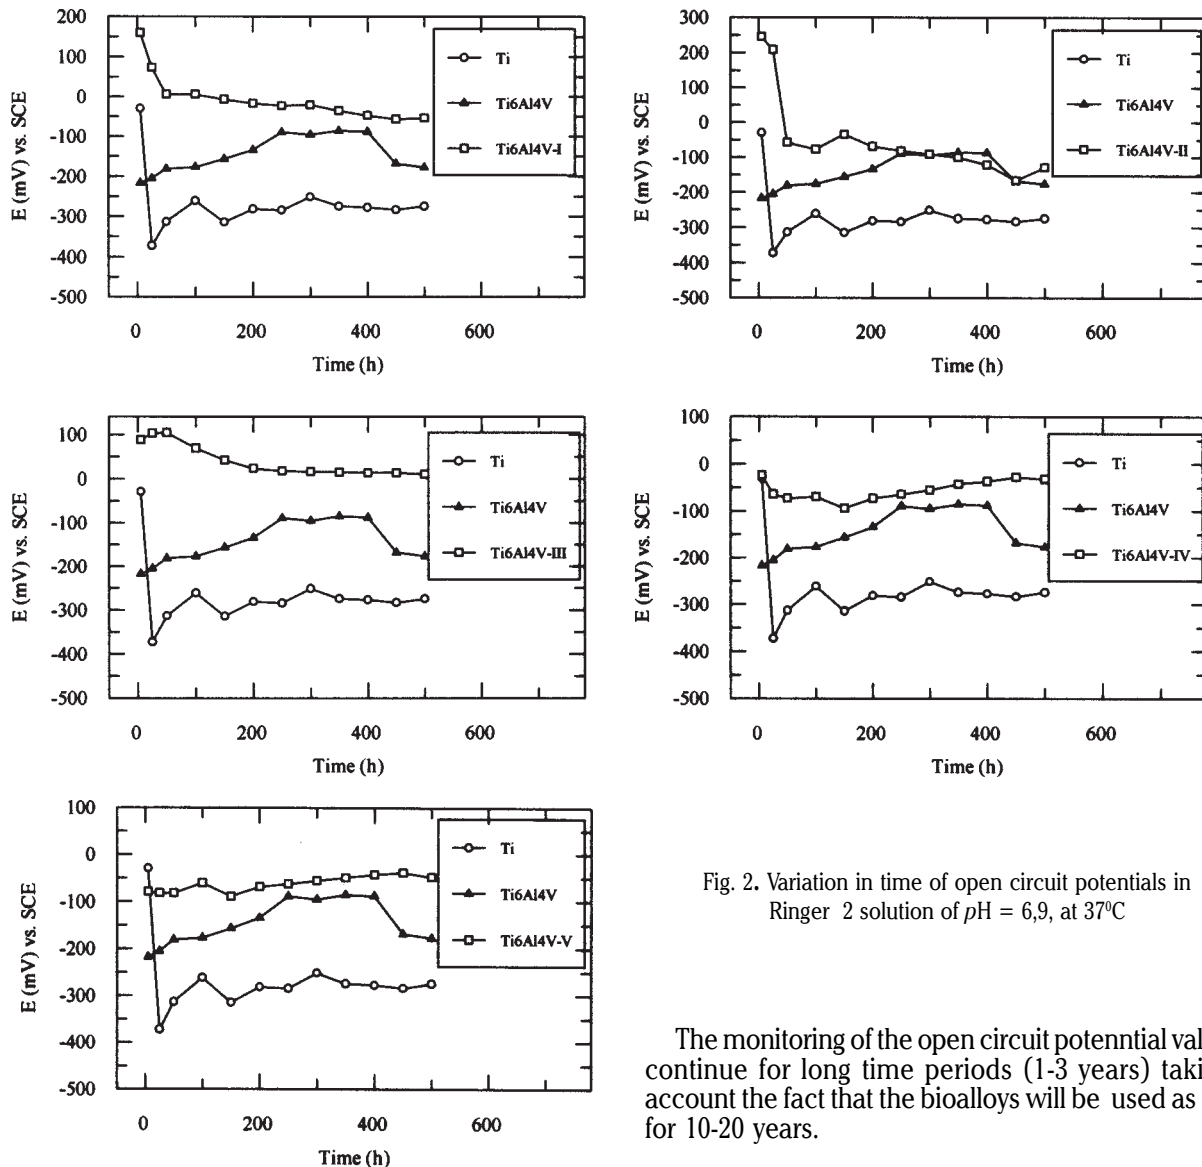 200
100
0
-100
-200
-300
-400
-500
E (mV) vs. SCE
Ti
Ti6Al4V
Ti6Al4V-I
0 200 400 600
Time (h)
300
200
100
0
-100
-200
-300
-400
-500
E (mV) vs. SCE
Ti
Ti6Al4V
Ti6Al4V-II
0 200 400 600
Time (h)
100
0
-100
-200
-300
-400
-500
E (mV) vs. SCE
Ti
Ti6Al4V
Ti6Al4V-III
0 200 400 600
Time (h)
100
0
-100
-200
-300
-400
-500
E (mV) vs. SCE
Ti
Ti6Al4V
Ti6Al4V-IV
0 200 400 600
Time (h)
100
0
-100
-200
-300
-400
-500
E (mV) vs. SCE
Ti
Ti6Al4V
Ti6Al4V-V
0 200 400 600
Time (h)
Fig. 2. Variation in time of open circuit potentials in
Ringer 2 solution of pH = 6,9, at 37⁰C
The monitoring of the open circuit potenntial val
continue for long time periods (1-3 years) taki
account the fact that the bioalloys will be used as
for 10-20 years.